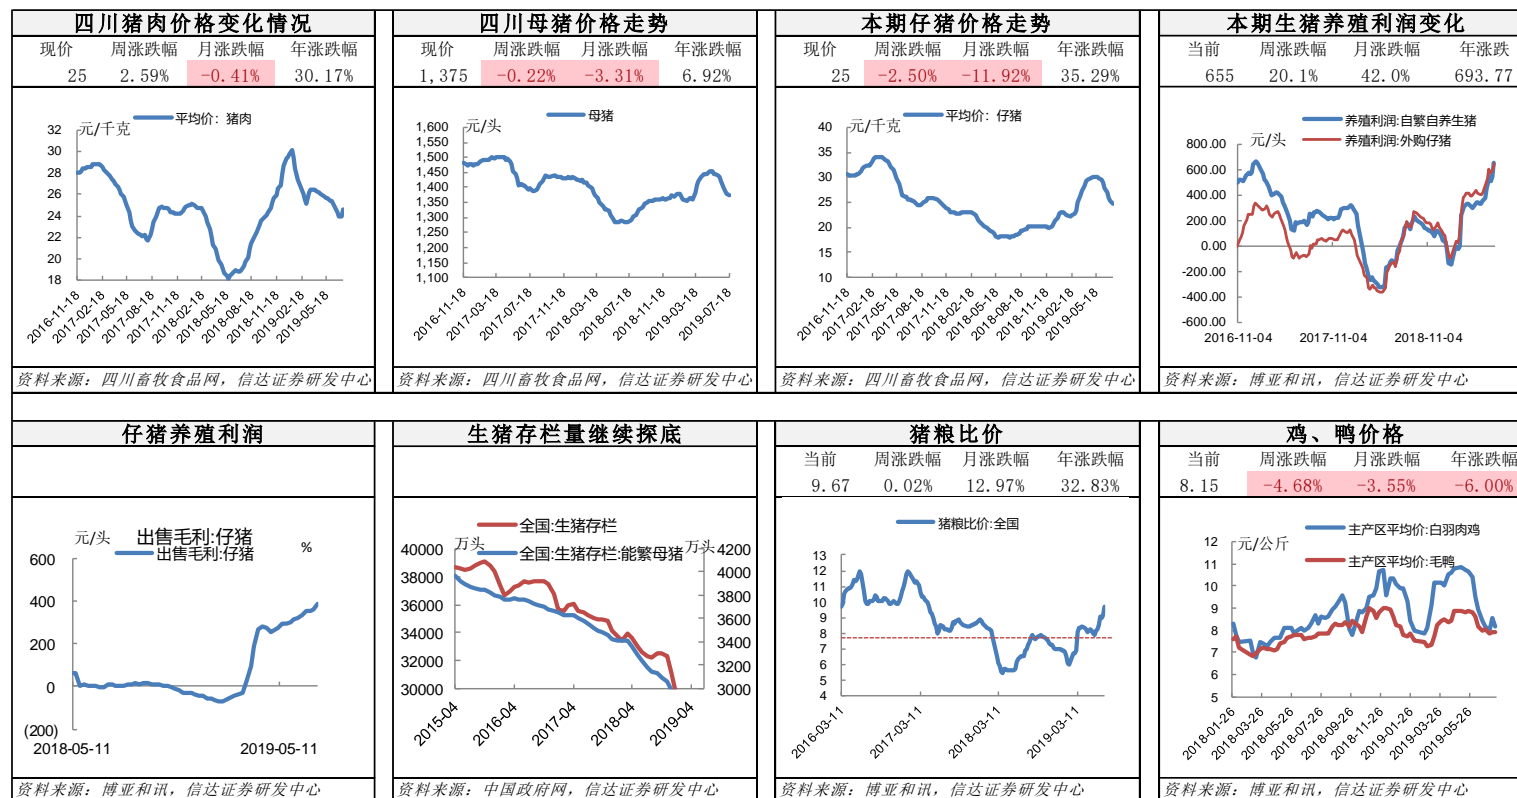 四川猪肉价格变化情况
现价 周涨跌幅 月涨跌幅 年涨跌幅
25 2.59% -0.41% 30.17%
元/千克
平均价：猪肉
32
30
28
26
24
22
20
18
2016-11-18
2017-02-18
2017-05-18
2017-08-18
2017-11-18
2018-02-18
2018-05-18
2018-08-18
2018-11-18
2019-02-18
2019-05-18
资料来源：四川畜牧食品网，信达证券研发中心
四川母猪价格走势
现价 周涨跌幅 月涨跌幅 年涨跌幅
1,375 -0.22% -3.31% 6.92%
元/头
母猪
1,600
1,550
1,500
1,450
1,400
1,350
1,300
1,250
1,200
1,150
1,100
2016-11-18
2017-03-18
2017-07-18
2017-11-18
2018-03-18
2018-07-18
2018-11-18
2019-03-18
2019-07-18
资料来源：四川畜牧食品网，信达证券研发中心
本期仔猪价格走势
现价 周涨跌幅 月涨跌幅 年涨跌幅
25 -2.50% -11.92% 35.29%
元/千克
平均价：仔猪
40
35
30
25
20
15
10
2016-11-18
2017-02-18
2017-05-18
2017-08-18
2017-11-18
2018-02-18
2018-05-18
2018-08-18
2018-11-18
2019-02-18
2019-05-18
资料来源：四川畜牧食品网，信达证券研发中心
本期生猪养殖利润变化
当前 周涨跌幅 月涨跌幅 年涨跌
655 20.1% 42.0% 693.77
养殖利润:自繁自养生猪
养殖利润:外购仔猪
元/头
800.00
600.00
400.00
200.00
0.00
-200.00
-400.00
-600.00
2016-11-04 2017-11-04 2018-11-04
资料来源：博亚和讯，信达证券研发中心
仔猪养殖利润
元/头
出售毛利:仔猪
出售毛利:仔猪
%
600
400
200
0
(200)
2018-05-11 2019-05-11
资料来源：博亚和讯，信达证券研发中心
生猪存栏量继续探底
全国:生猪存栏
全国:生猪存栏:能繁母猪
万头
万头
40000
38000
36000
34000
32000
30000
4200
4000
3800
3600
3400
3200
3000
2015-04
2016-04
2017-04
2018-04
2019-04
资料来源：中国政府网，信达证券研发中心
猪粮比价
当前 周涨跌幅 月涨跌幅 年涨跌幅
9.67 0.02% 12.97% 32.83%
猪粮比价:全国
13
12
11
10
9
8
7
6
5
4
2016-03-11
2017-03-11
2018-03-11
2019-03-11
资料来源：博亚和讯，信达证券研发中心
鸡、鸭价格
当前 周涨跌幅 月涨跌幅 年涨跌幅
8.15 -4.68% -3.55% -6.00%
主产区平均价:白羽肉鸡
元/公斤
主产区平均价:毛鸭
12
11
10
9
8
7
6
5
2018-01-26
2018-03-26
2018-05-26
2018-07-26
2018-09-26
2018-11-26
2019-01-26
2019-03-26
2019-05-26
资料来源：博亚和讯，信达证券研发中心